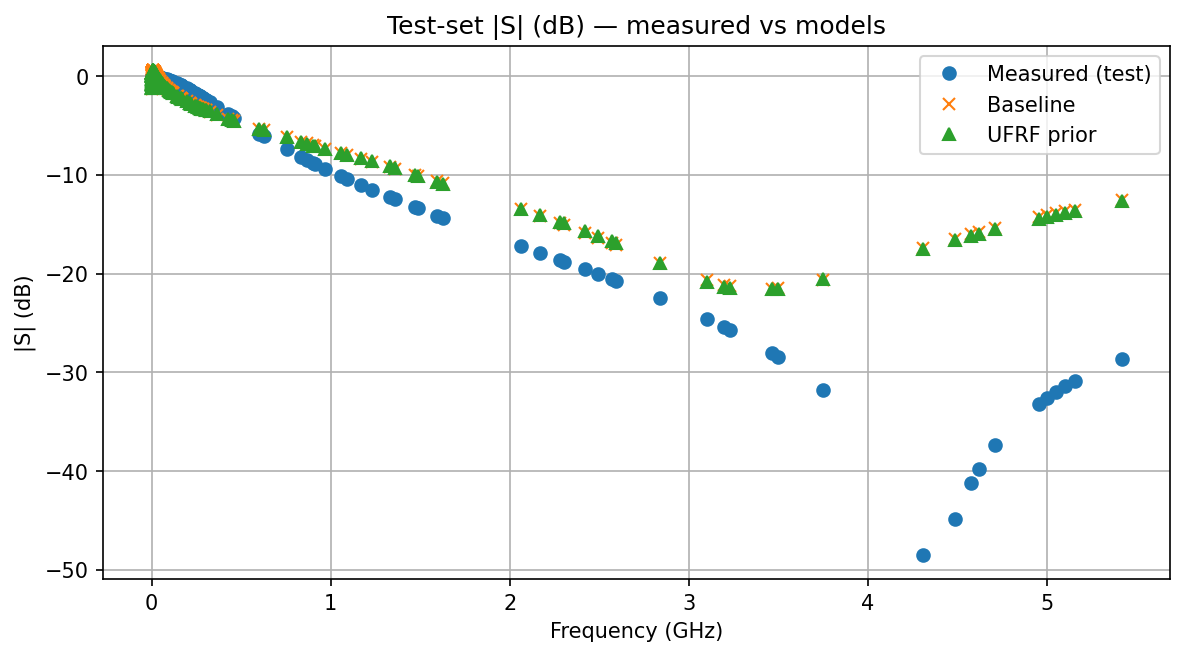 Test-set |S| (dB) — measured vs models
Measured (test)
Baseline
UFRF prior
|S| (dB)
0
−10
−20
−30
−40
−50
0 1 2 3 4 5
Frequency (GHz)